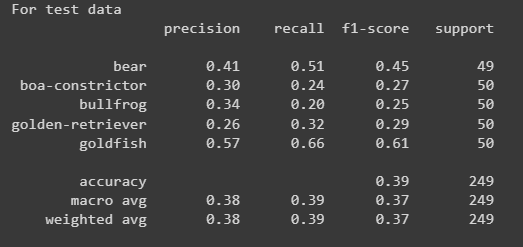 For test data
precision recall f1-score support
bear 0.41 0.51 0.45 49
boa-constrictor 0.30 0.24 0.27 50
bullfrog 0.34 0.20 0.25 50
golden-retriever 0.26 0.32 0.29 50
goldfish 0.57 0.66 0.61 50
accuracy 0.39 249
macro avg 0.38 0.39 0.37 249
weighted avg 0.38 0.39 0.37 249